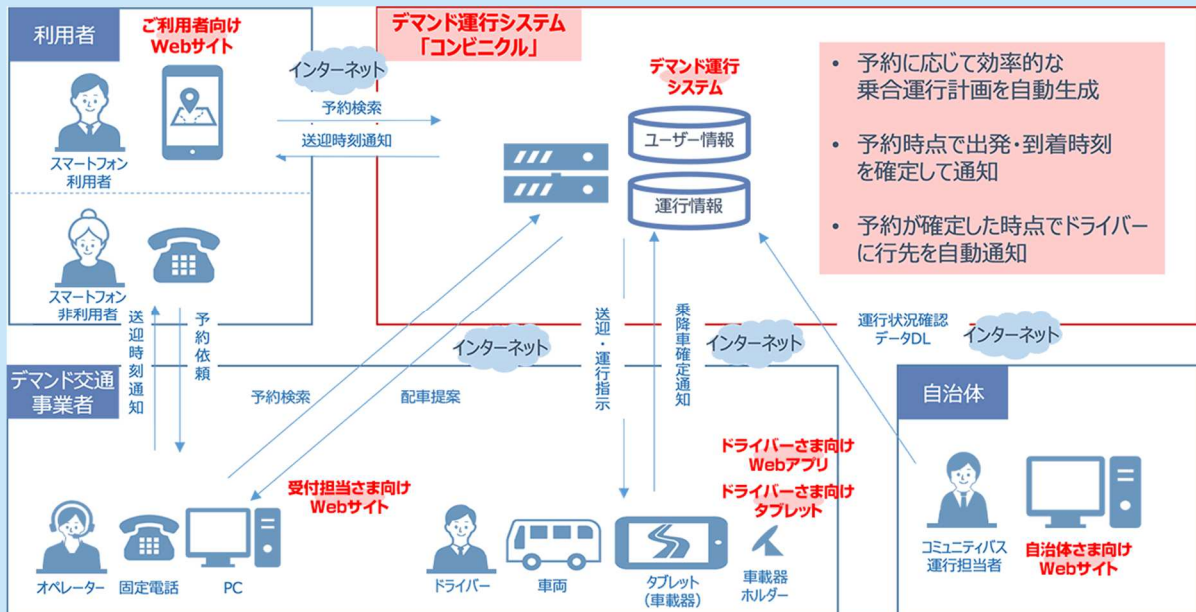 利用者
ご利用者向け
Webサイト
スマートフォン
利用者
スマートフォン
非利用者
インターネット
予約検索
送迎時刻通知
デマンド運行システム
「コンビニクル」
デマンド運行
システム
ユーザー情報
運行情報
• 予約に応じて効率的な
乗合運行計画を自動生成
• 予約時点で出発・到着時刻
を確定して通知
• 予約が確定した時点でドライバー
に行先を自動通知
送迎時刻通知
予約依頼
インターネット
送迎・運行指示
乗降車確定通知
インターネット
運行状況確認
データDL
インターネット
デマンド交通
事業者
予約検索
配車提案
受付担当さま向け
Webサイト
オペレーター
固定電話
PC
ドライバーさま向け
Webアプリ
ドライバーさま向け
タブレット
ドライバー
車両
タブレット
(車載器)
車載器
ホルダー
自治体
コミュニティバス
運行担当者
自治体さま向け
Webサイト